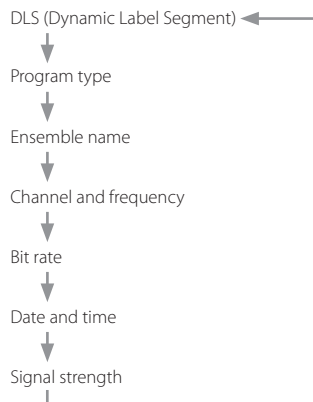 DLS (Dynamic Label Segment)
Program type
Ensemble name
Channel and frequency
Bit rate
Date and time
Signal strength